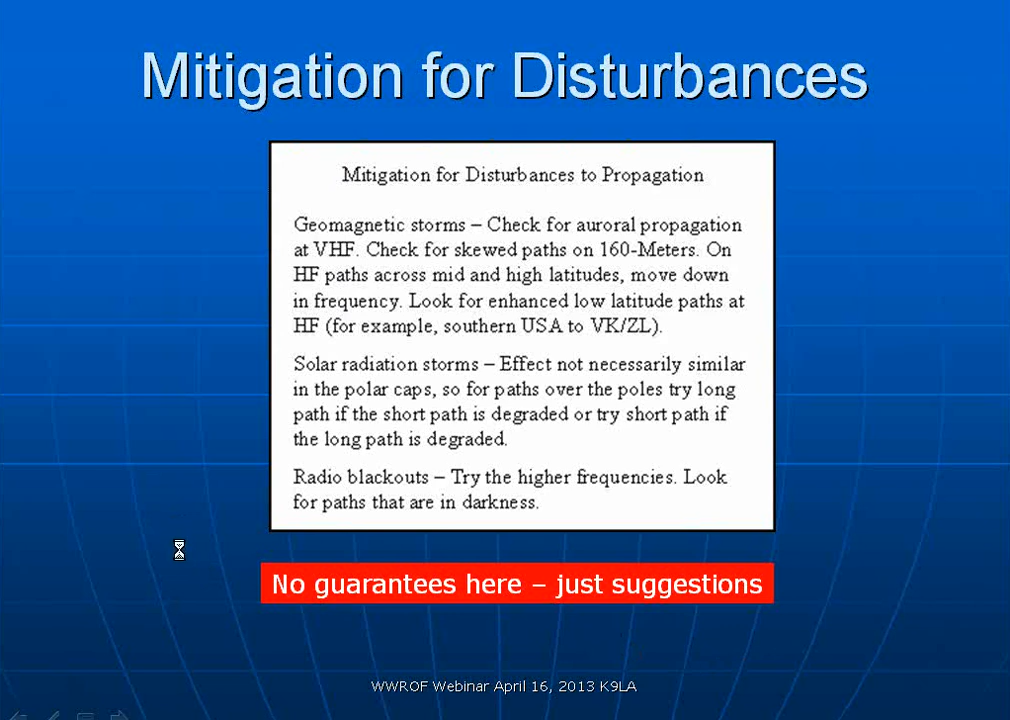 Mitigation for Disturbances
Mitigation for Disturbances to Propagation
Geomagnetic storms – Check for auroral propagation
at VHF. Check for skewed paths on 160-Meters. On
HF paths across mid and high latitudes, move down
in frequency. Look for enhanced low latitude paths at
HF (for example, southern USA to VK/ZL).
Solar radiation storms – Effect not necessarily similar
in the polar caps, so for paths over the poles try long
path if the short path is degraded or try short path if
the long path is degraded.
Radio blackouts – Try the higher frequencies. Look
for paths that are in darkness.
No guarantees here – just suggestions
WWROF Webinar April 16, 2013 K9LA